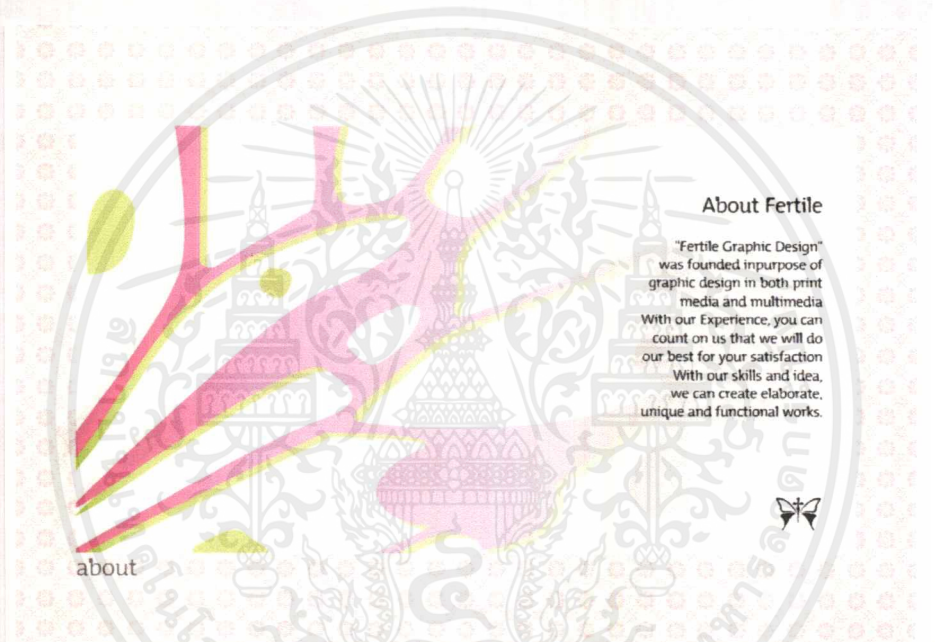 About Fertile
"Fertile Graphic Design"
was founded inpurpose of
graphic design in both print
media and multimedia
With our Experience, you can
count on us that we will do
our best for your satisfaction
With our skills and idea,
we can create elaborate,
unique and functional works.
about